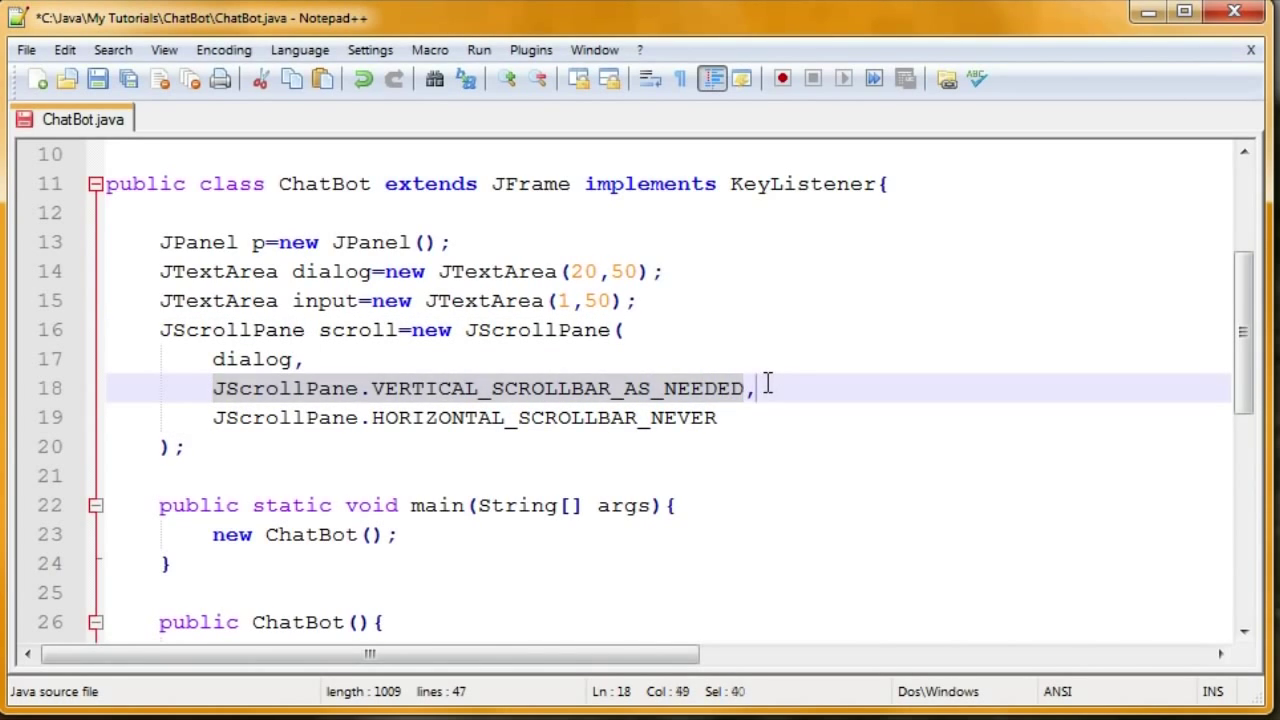 *C:\Java\My Tutorials\ChatBot\ChatBot.java - Notepad++
File Edit Search View Encoding Language Settings Macro Run Plugins Window ? X
ChatBot.java
10
11 public class ChatBot extends JFrame implements KeyListener{
12
13 JPanel p=new JPanel();
14 JTextArea dialog=new JTextArea(20,50);
15 JTextArea input=new JTextArea(1,50);
16 JScrollPane scroll=new JScrollPane(
17 dialog,
18 JScrollPane.VERTICAL_SCROLLBAR_AS_NEEDED,
19 JScrollPane.HORIZONTAL_SCROLLBAR_NEVER
20 );
21
22 public static void main(String[] args){
23 new ChatBot();
24 }
25
26 public ChatBot(){
Java source file length : 1009 lines : 47 Ln : 18 Col : 49 Sel : 40 Dos\Windows ANSI INS